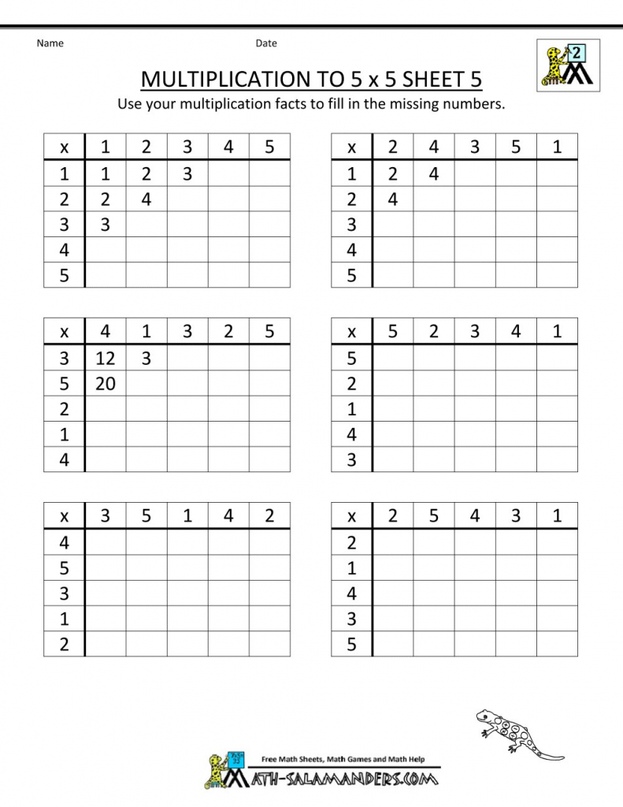 Name Date
2
MULTIPLICATION TO 5 x 5 SHEET 5
Use your multiplication facts to fill in the missing numbers.
x 1 2 3 4 5
1 1 2 3
2 2 4
3 3
4
5
x 2 4 3 5 1
1 2 4
2 4
3
4
5
x 4 1 3 2 5
3 12 3
5 20
2
1
4
x 5 2 3 4 1
5
2
1
4
3
x 3 5 1 4 2
4
5
3
1
2
x 2 5 4 3 1
2
1
4
3
5
Free Math Sheets, Math Games and Math Help
MATH-SALAMANDERS.COM